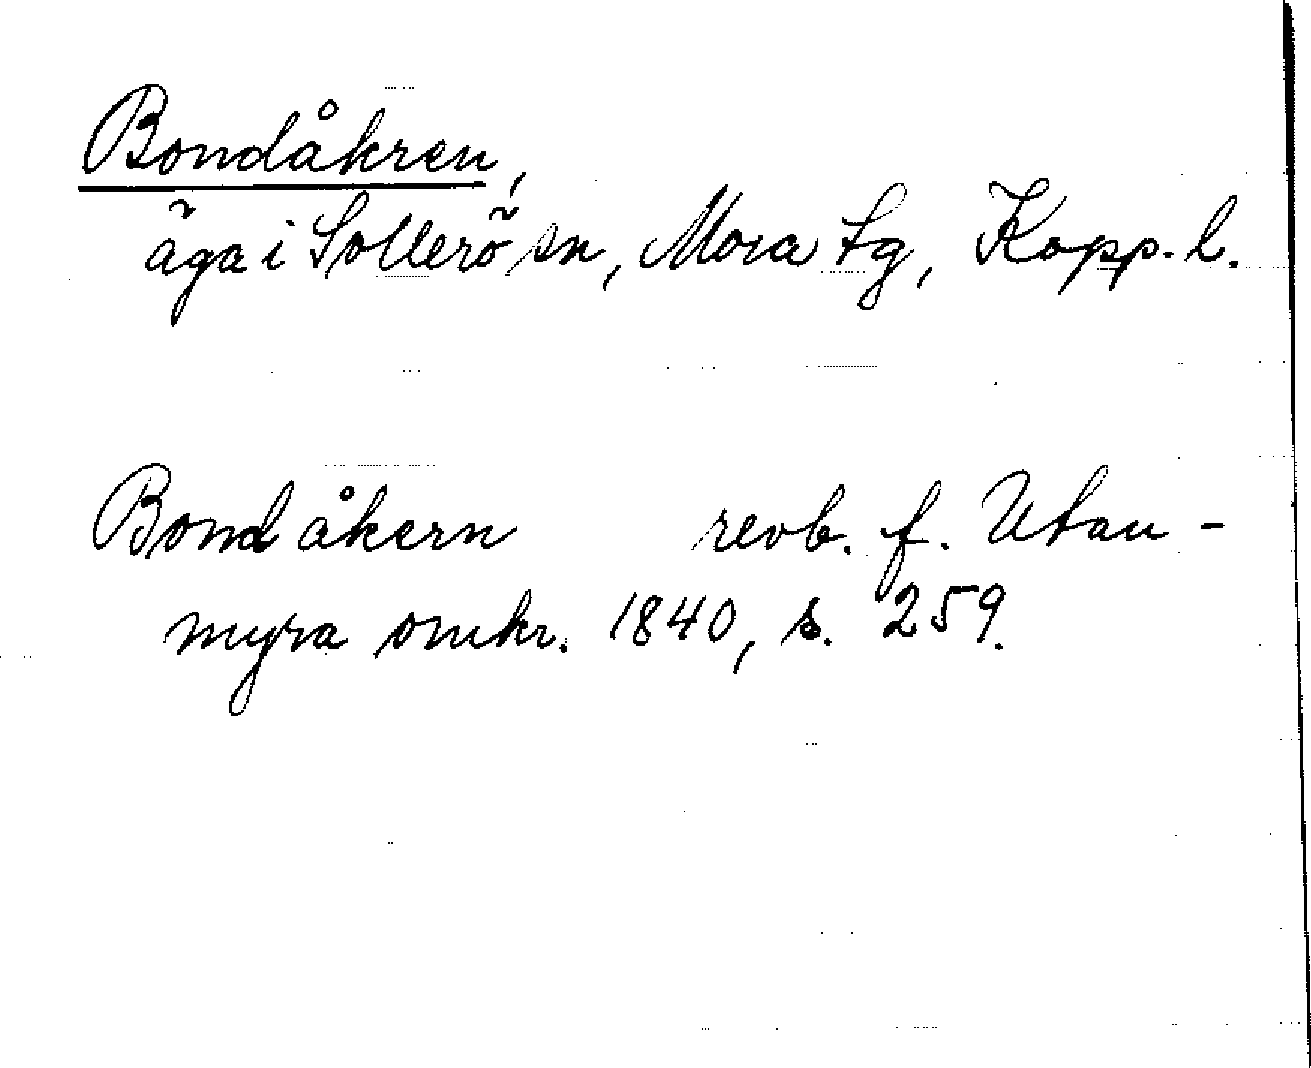 Bondåkren,
äga i Sollerö sn, Mora tg, Kopp. l.
Bondåkern revb. f. Utan-
myra omkr. 1840, s. 259.